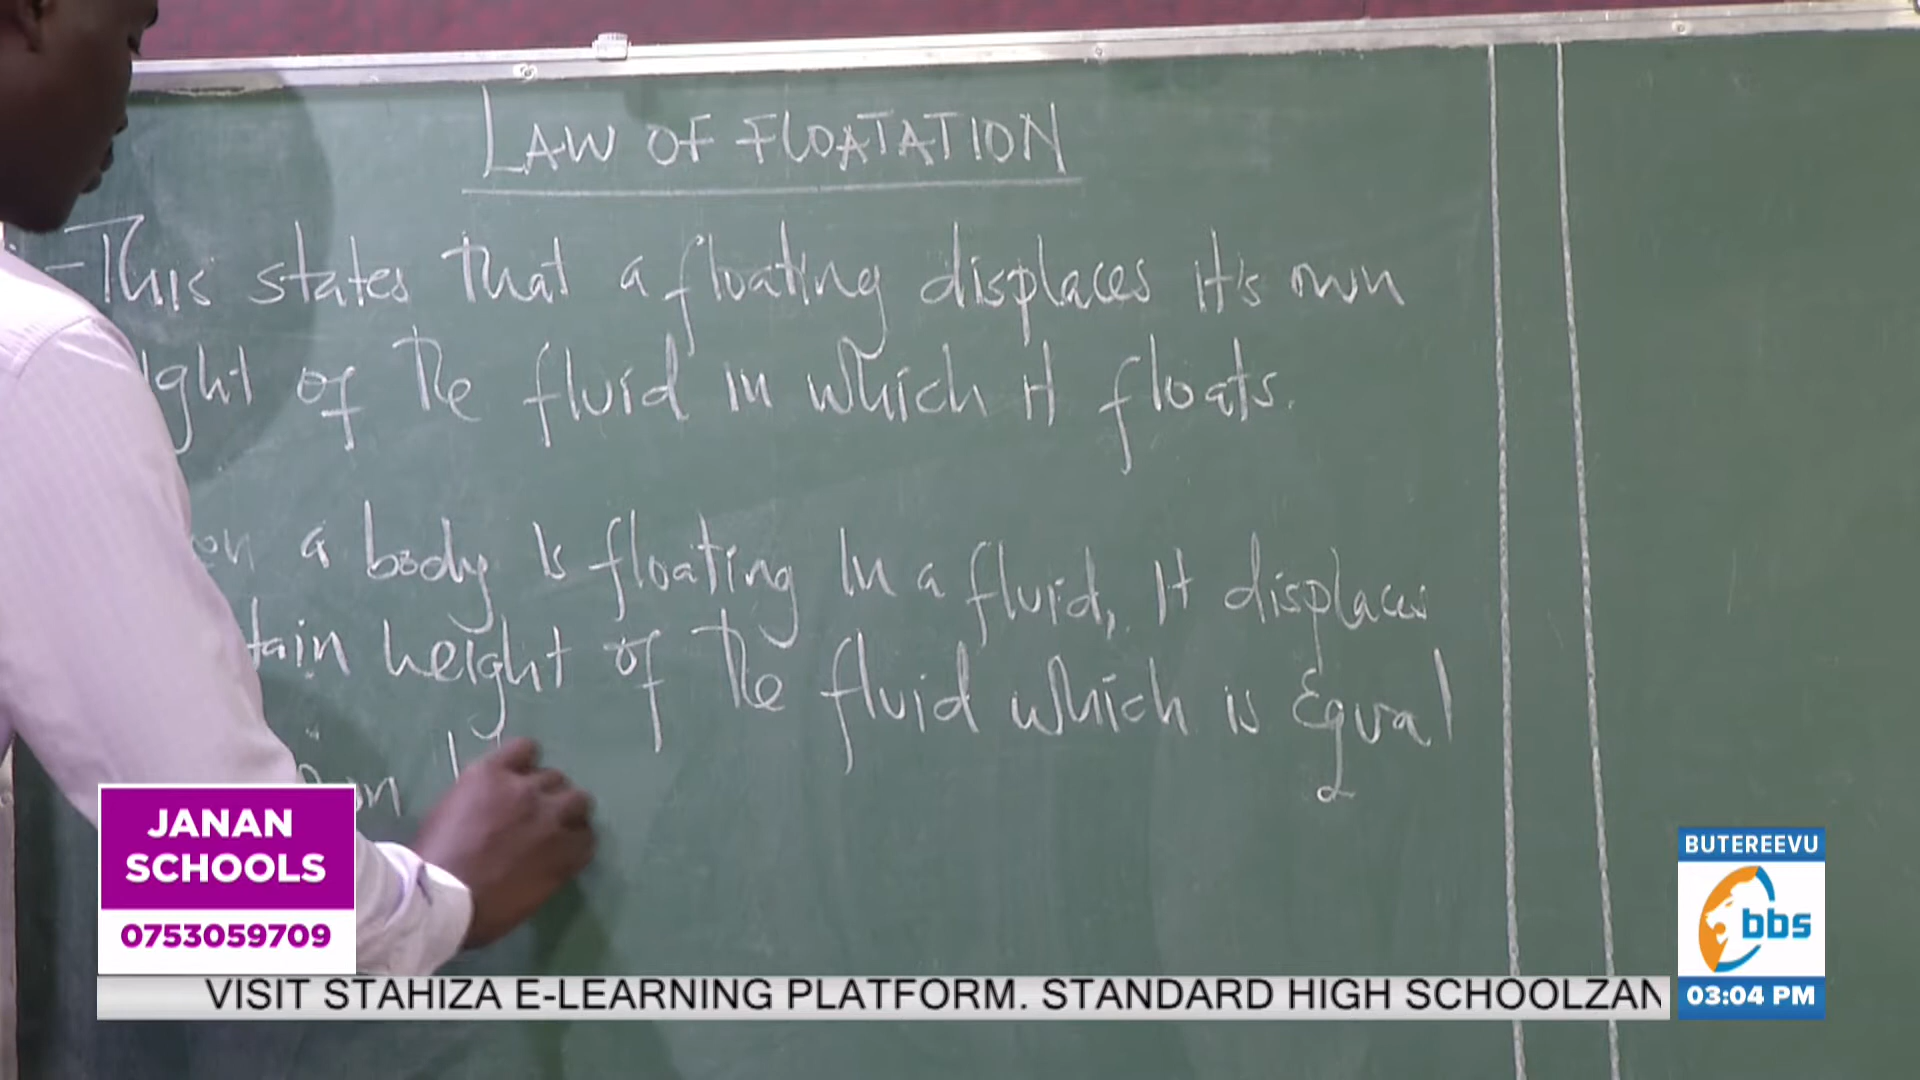 LAW OF FLOATATION
- This states that a floating displaces it's own
ght of the fluid in which it floats.
on a body is floating in a fluid, it displaces
tain height of the fluid which is Equal
JANAN
SCHOOLS
0753059709
BUTEREEVU
bbs
03:04 PM
VISIT STAHIZA E-LEARNING PLATFORM. STANDARD HIGH SCHOOLZAN